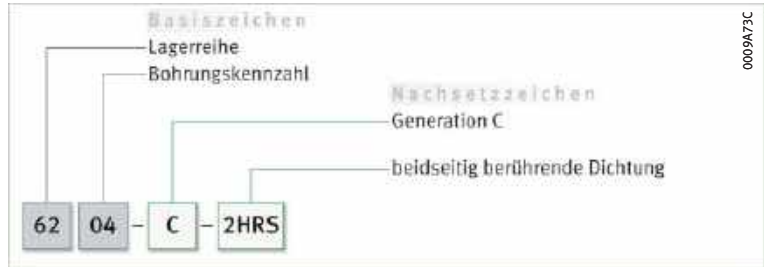 Basiszeichen
Lagerreihe
Bohrungskennzahl
Nachsetzzeichen
Generation C
beidseitig berührende Dichtung
62 04 – C – 2HRS
0009A73C